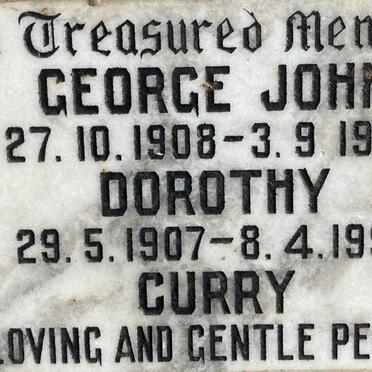 Treasured Mem
GEORGE JOHN
27.10.1908-3.9 19
DOROTHY
29.5.1907-8.4.199
CURRY
LOVING AND GENTLE PE